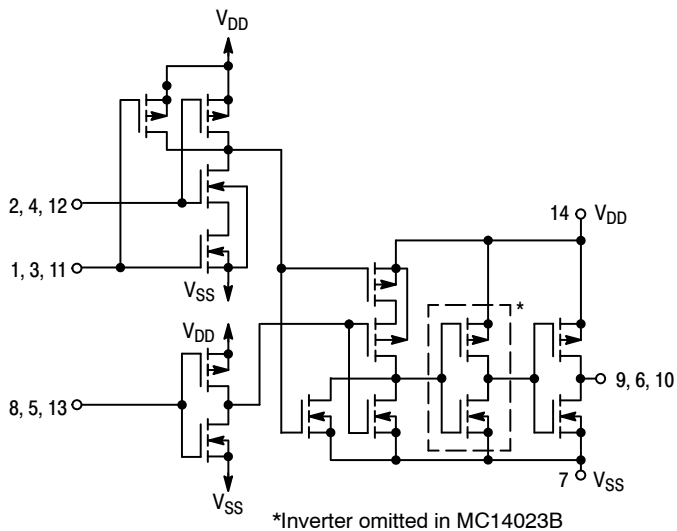 VDD
2, 4, 12
1, 3, 11
VSS
14 VDD
*
VDD
8, 5, 13
9, 6, 10
7 VSS
VSS
*Inverter omitted in MC14023B